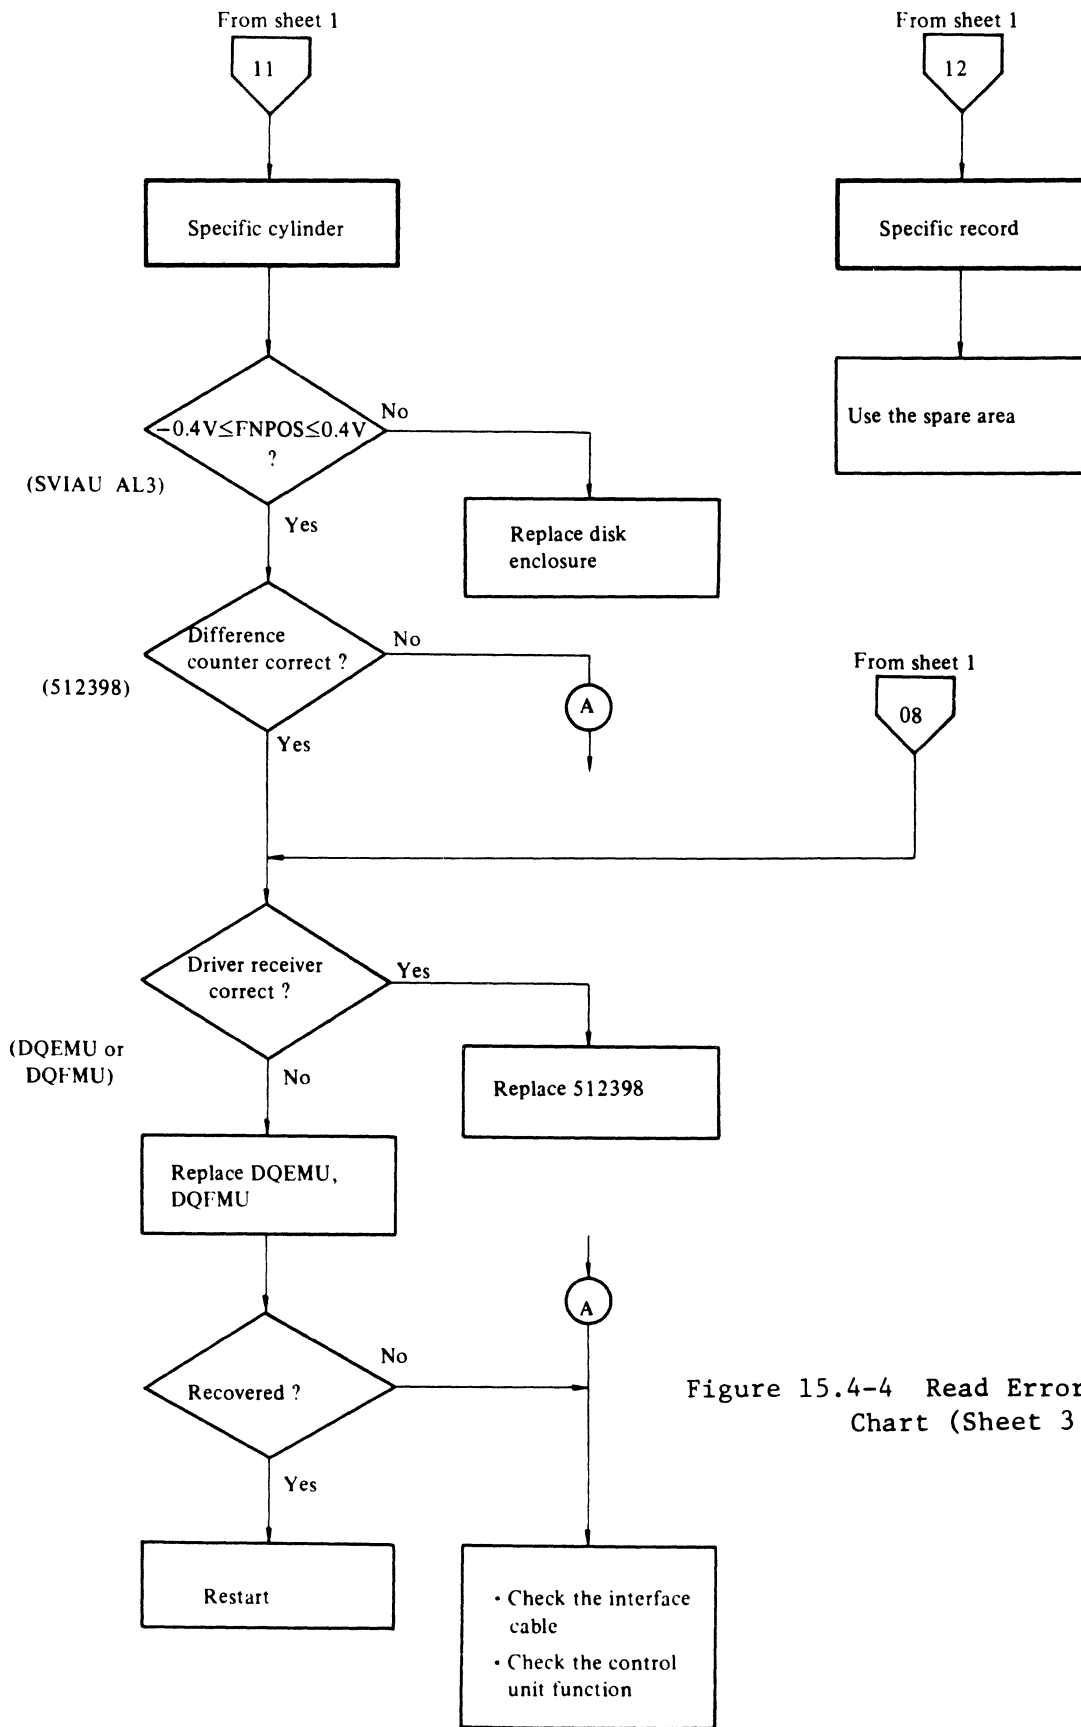 From sheet 1
11
Specific cylinder
−0.4V≤FNPOS≤0.4V
?
No
(SVIAU AL3)
Yes
Replace disk
enclosure
Difference
counter correct ?
No
(512398)
A
Yes
From sheet 1
12
Specific record
Use the spare area
From sheet 1
08
Driver receiver
correct ?
Yes
(DQEMU or
DQFMU)
No
Replace 512398
Replace DQEMU,
DQFMU
A
Recovered ?
No
Yes
Restart
· Check the interface
cable
· Check the control
unit function
Figure 15.4-4 Read Error
Chart (Sheet 3